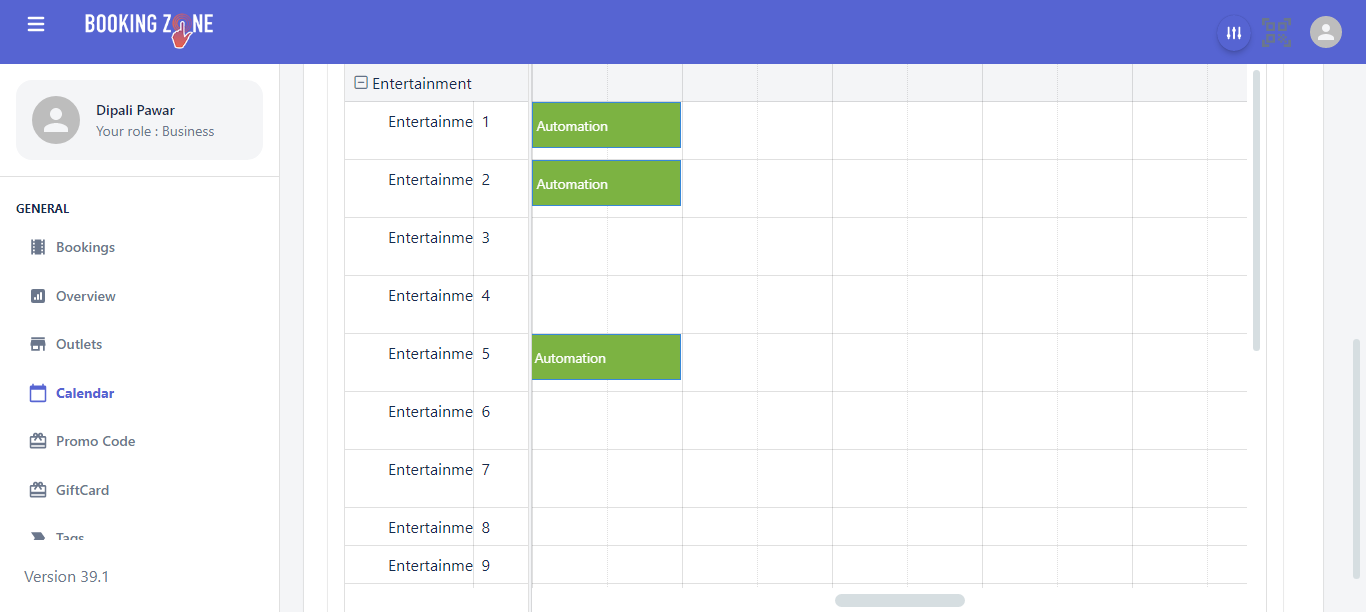 BOOKING ZONE
Dipali Pawar
Your role : Business
GENERAL
Bookings
Overview
Outlets
Calendar
Promo Code
GiftCard
Tags
Version 39.1
Entertainment
Entertainme 1 Automation
Entertainme 2 Automation
Entertainme 3
Entertainme 4
Entertainme 5 Automation
Entertainme 6
Entertainme 7
Entertainme 8
Entertainme 9